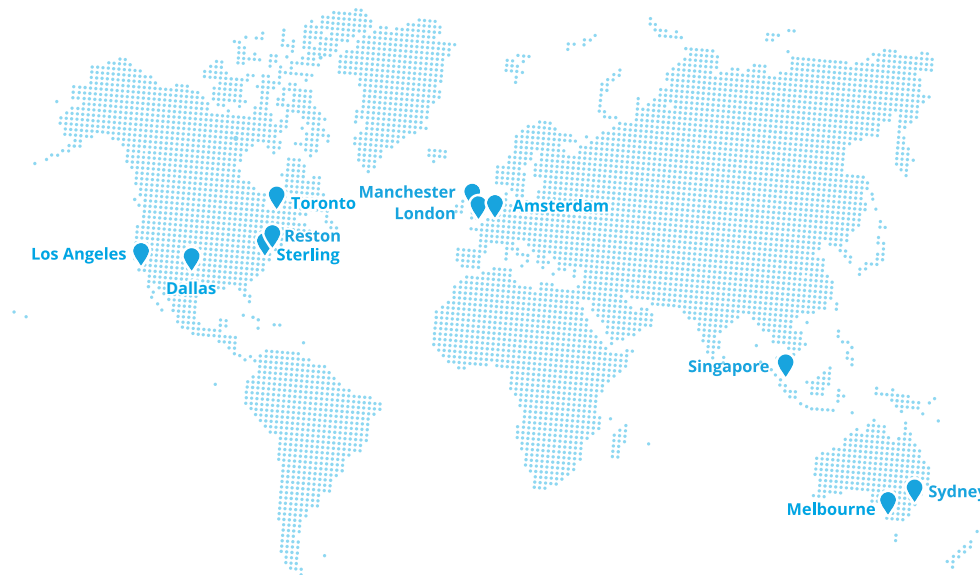 Manchester
Toronto
London
Amsterdam
Reston
Los Angeles
Sterling
Dallas
Singapore
Sydney
Melbourne